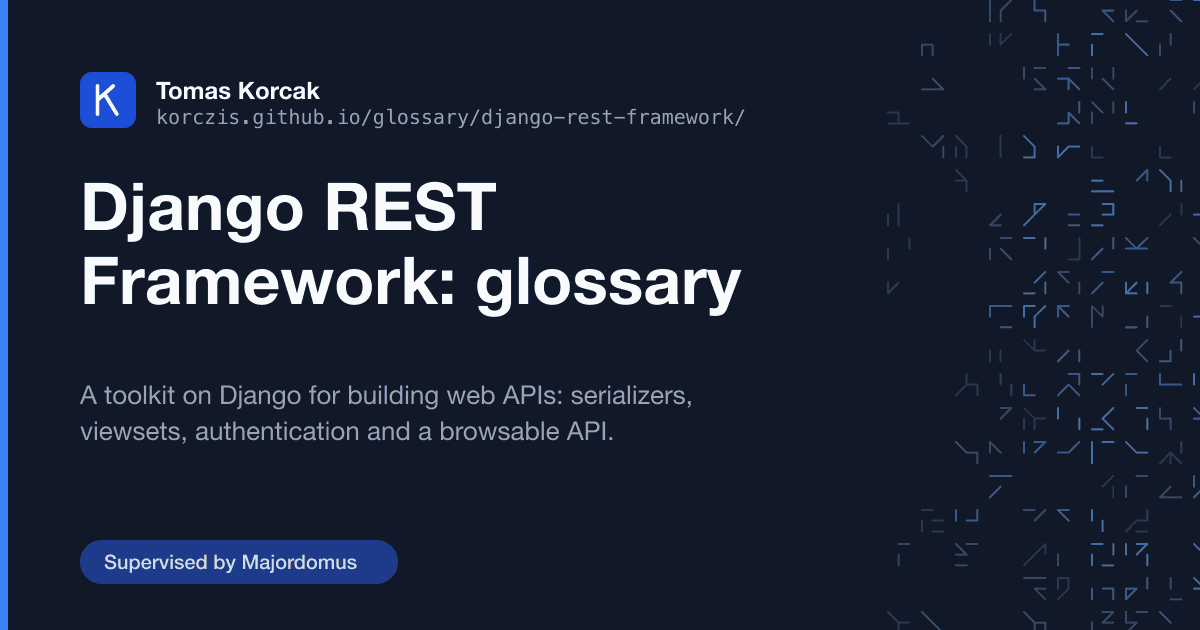 K
Tomas Korcak
korczis.github.io/glossary/django-rest-framework/
Django REST
Framework: glossary
A toolkit on Django for building web APIs: serializers,
viewsets, authentication and a browsable API.
Supervised by Majordomus